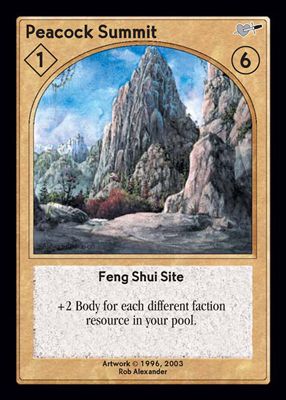 Peacock Summit
1
6
Feng Shui Site
+2 Body for each different faction
resource in your pool.
Artwork © 1996, 2003
Rob Alexander